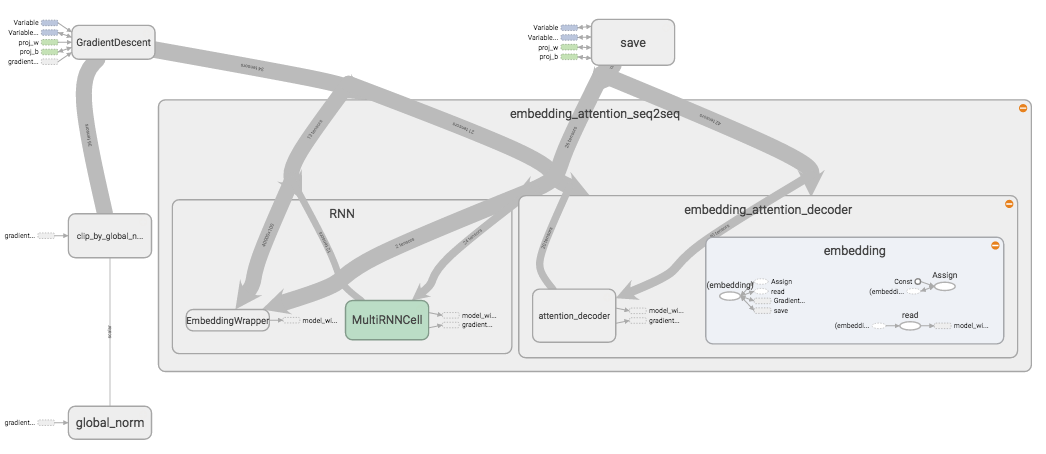 Variable
Variable...
proj_w
proj_b
gradient...
GradientDescent
Variable
Variable...
proj_w
proj_b
save
embedding_attention_seq2seq
RNN
embedding_attention_decoder
embedding
gradient...
clip_by_global_n...
(embedding)
Assign
read
Gradient...
save
Const
(embeddi...
Assign
EmbeddingWrapper
model_wi...
MultiRNNCell
model_wi...
gradient...
attention_decoder
model_wi...
gradient...
read
(embeddi...
model_wi...
gradient...
global_norm